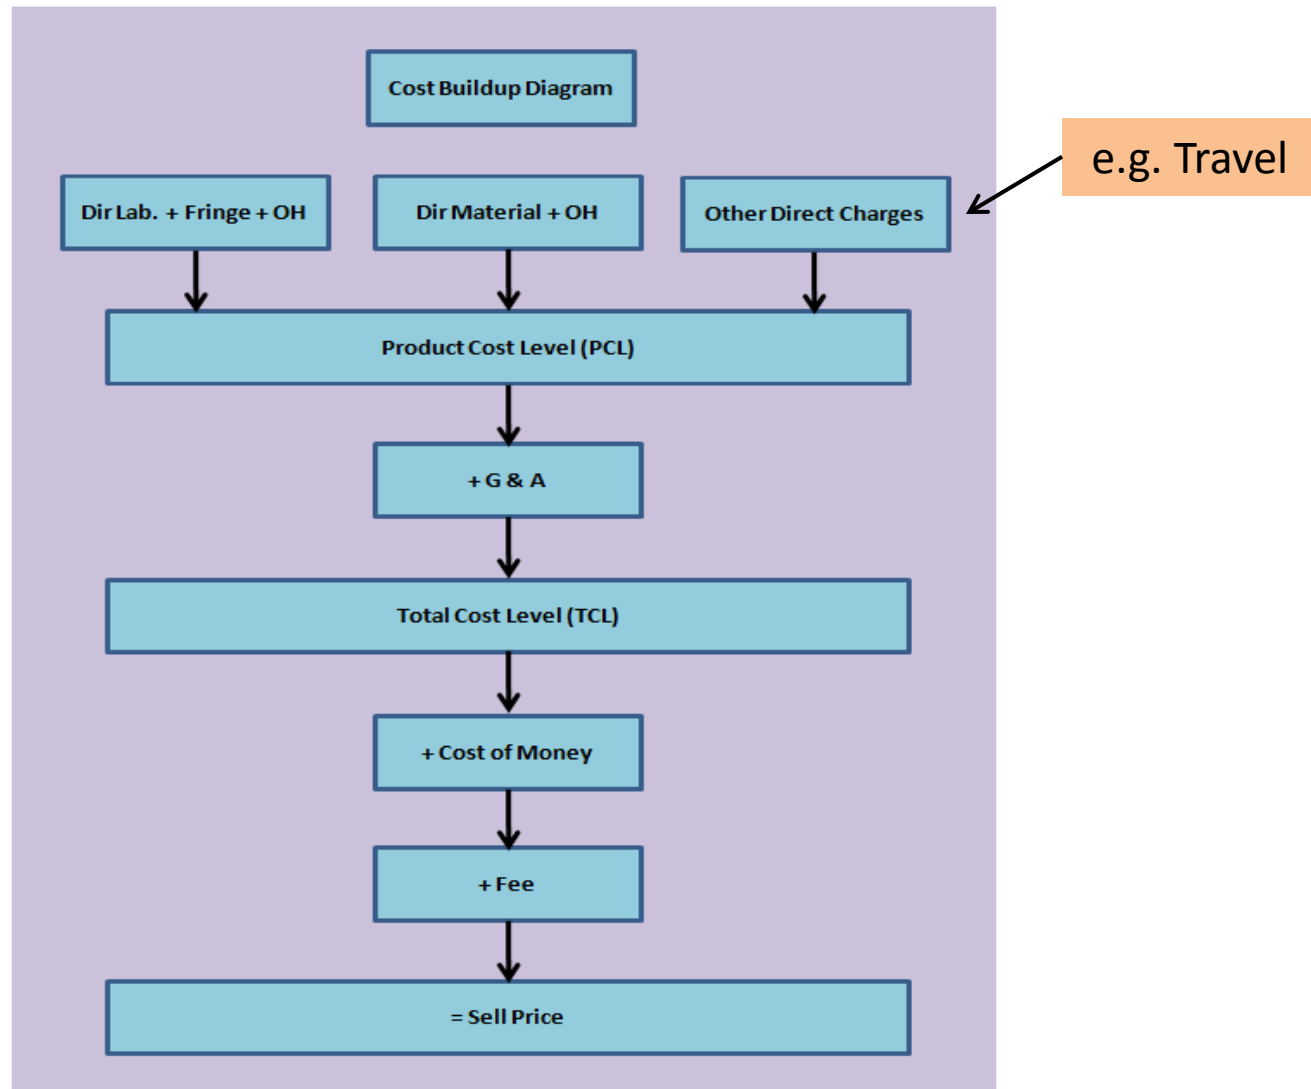 Cost Buildup Diagram
e.g. Travel
Dir Lab. + Fringe + OH
Dir Material + OH
Other Direct Charges
Product Cost Level (PCL)
+ G & A
Total Cost Level (TCL)
+ Cost of Money
+ Fee
= Sell Price